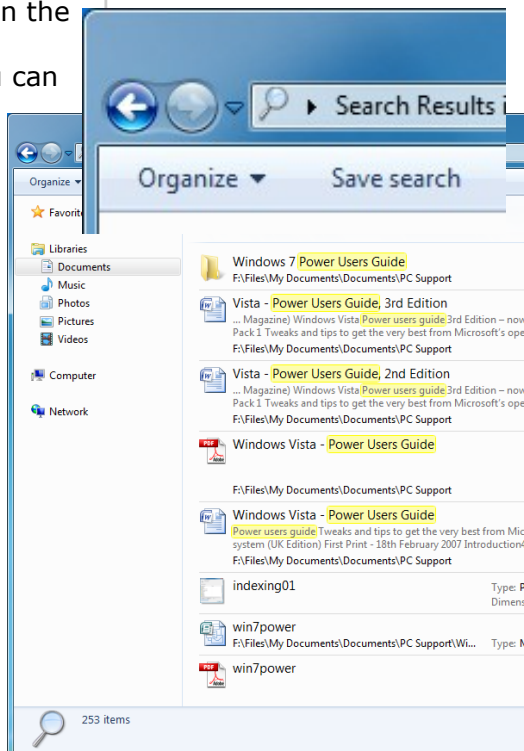 n the
can
Search Results i
Organize
Save search
Organize
Favorit
Libraries
Documents
Music
Photos
Pictures
Videos
Computer
Network
Windows 7 Power Users Guide
F:\Files\My Documents\Documents\PC Support
Vista - Power Users Guide, 3rd Edition
... Magazine) Windows Vista Power users guide 3rd Edition – now
Pack 1 Tweaks and tips to get the very best from Microsoft's ope
F:\Files\My Documents\Documents\PC Support
Vista - Power Users Guide, 2nd Edition
... Magazine) Windows Vista Power users guide 3rd Edition – now
Pack 1 Tweaks and tips to get the very best from Microsoft's ope
F:\Files\My Documents\Documents\PC Support
Windows Vista - Power Users Guide
F:\Files\My Documents\Documents\PC Support
Windows Vista - Power Users Guide
Power users guide Tweaks and tips to get the very best from Mic
system (UK Edition) First Print - 18th February 2007 Introduction4
F:\Files\My Documents\Documents\PC Support
indexing01
Type: P
Dimens
win7power
F:\Files\My Documents\Documents\PC Support\Wi...
Type: M
win7power
253 items